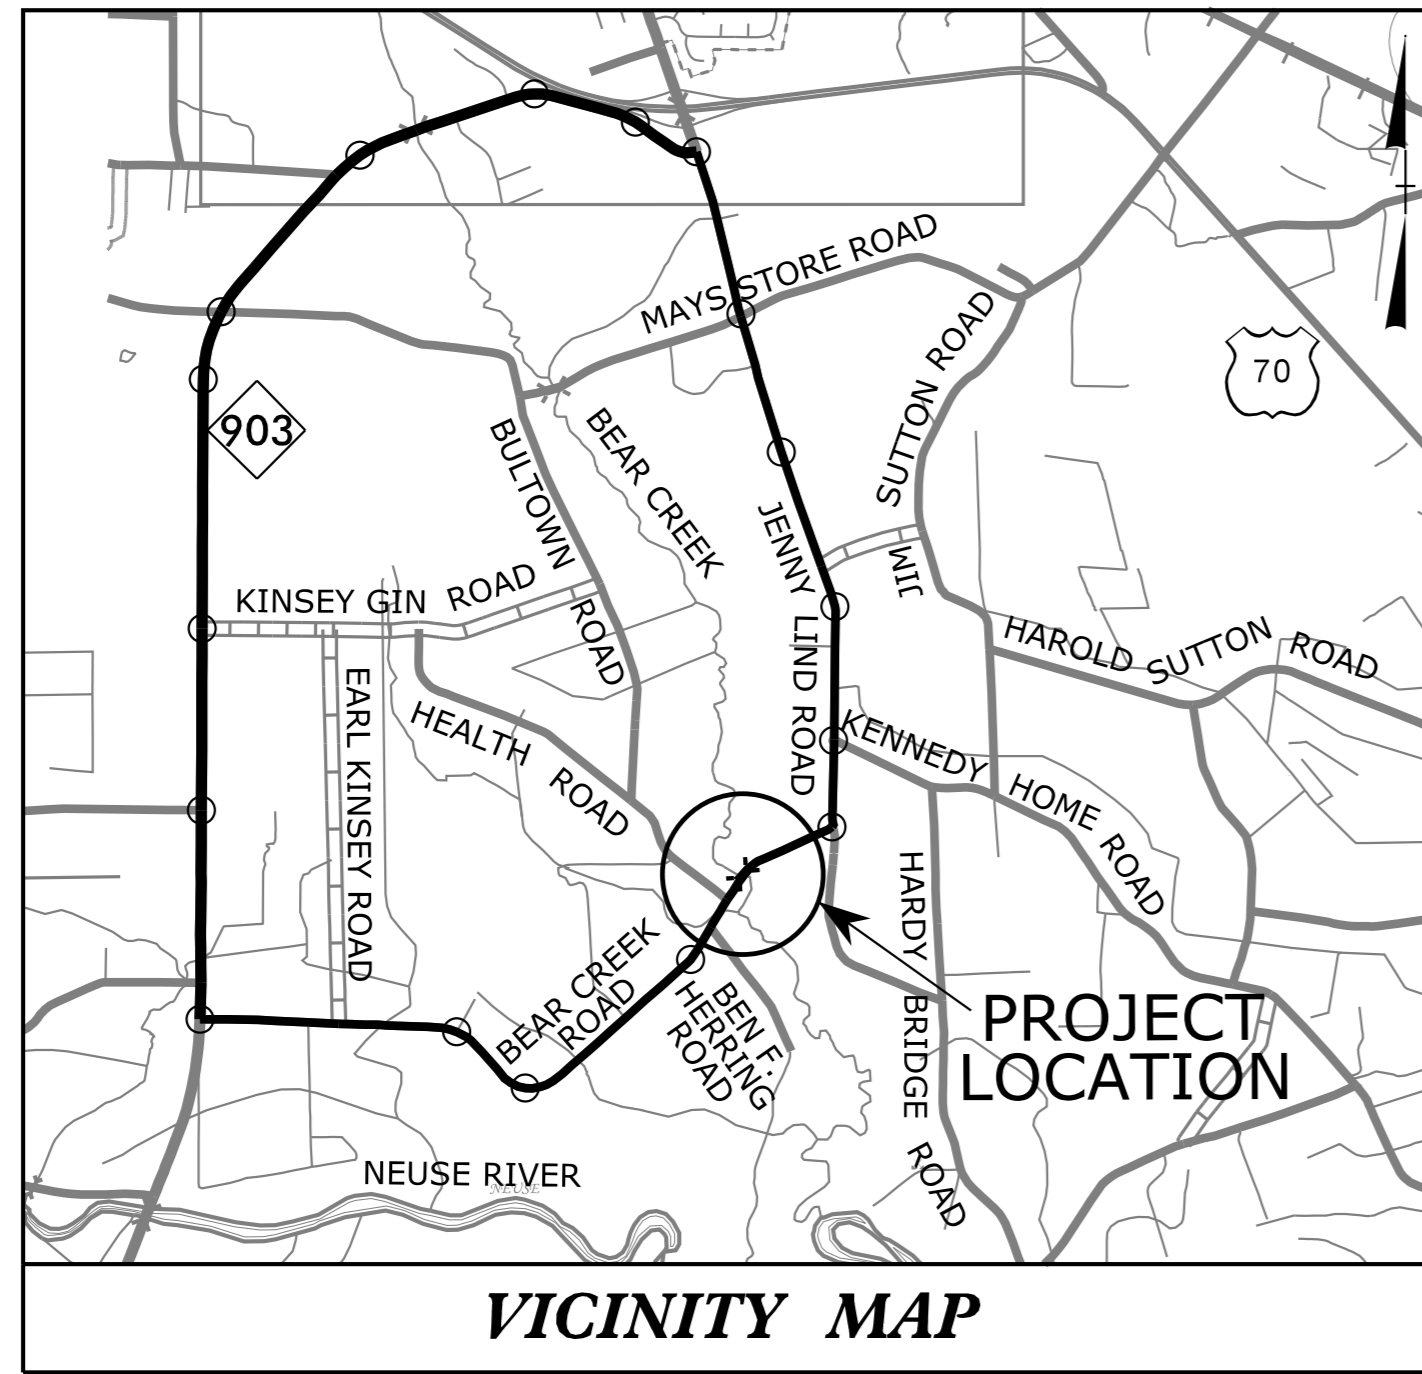 MAYS STORE ROAD
SUTTON ROAD
70
903
BULTOWN
BEAR CREEK
JENNY
JIM
KINSEY GIN ROAD
ROAD
LIND ROAD
HAROLD SUTTON ROAD
EARL KINSEY ROAD
HEALTH ROAD
KENNEDY HOME ROAD
HARDY BRIDGE ROAD
BEAR CREEK
ROAD
BEN F.
HERRING
ROAD
PROJECT
LOCATION
NEUSE RIVER
NEUSE
VICINITY MAP